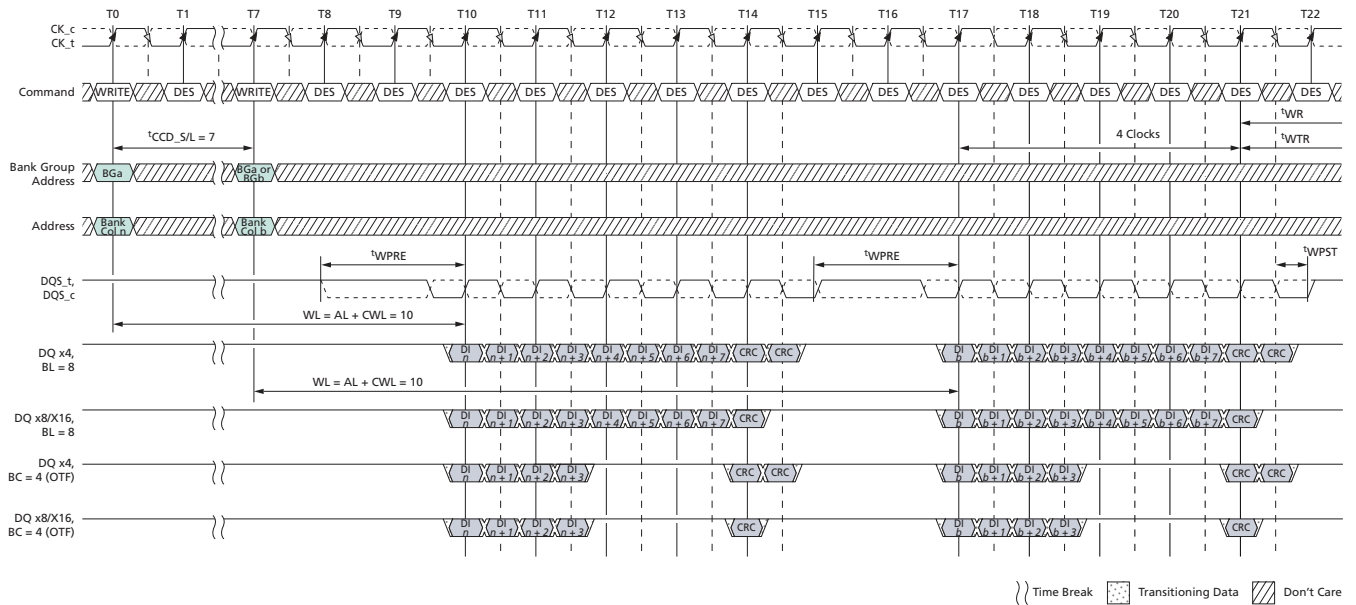 T0 T1 T7 T8 T9 T10 T11 T12 T13 T14 T15 T16 T17 T18 T19 T20 T21 T22
CK_c
CK_t
Command WRITE DES WRITE DES DES DES DES DES DES DES DES DES DES DES DES DES DES DES
tWR
tCCD_S/L = 7 4 Clocks tWTR
Bank Group
Address
BGa BGa or
BGb
Address Bank
Col n Bank
Col b
tWPRE tWPRE tWPST
DQS_t,
DQS_c
WL = AL + CWL = 10
DQ x4,
BL = 8
DI
n DI
n + 1 DI
n + 2 DI
n + 3 DI
n + 4 DI
n + 5 DI
n + 6 DI
n + 7 CRC CRC DI
b DI
b + 1 DI
b + 2 DI
b + 3 DI
b + 4 DI
b + 5 DI
b + 6 DI
b + 7 CRC CRC
WL = AL + CWL = 10
DQ x8/X16,
BL = 8
DI
n DI
n + 1 DI
n + 2 DI
n + 3 DI
n + 4 DI
n + 5 DI
n + 6 DI
n + 7 CRC DI
b DI
b + 1 DI
b + 2 DI
b + 3 DI
b + 4 DI
b + 5 DI
b + 6 DI
b + 7 CRC
DQ x4,
BC = 4 (OTF)
DI
n DI
n + 1 DI
n + 2 DI
n + 3 CRC CRC DI
b DI
b + 1 DI
b + 2 DI
b + 3 CRC CRC
DQ x8/X16,
BC = 4 (OTF)
DI
n DI
n + 1 DI
n + 2 DI
n + 3 CRC DI
b DI
b + 1 DI
b + 2 DI
b + 3 CRC
Time Break Transitioning Data Don't Care